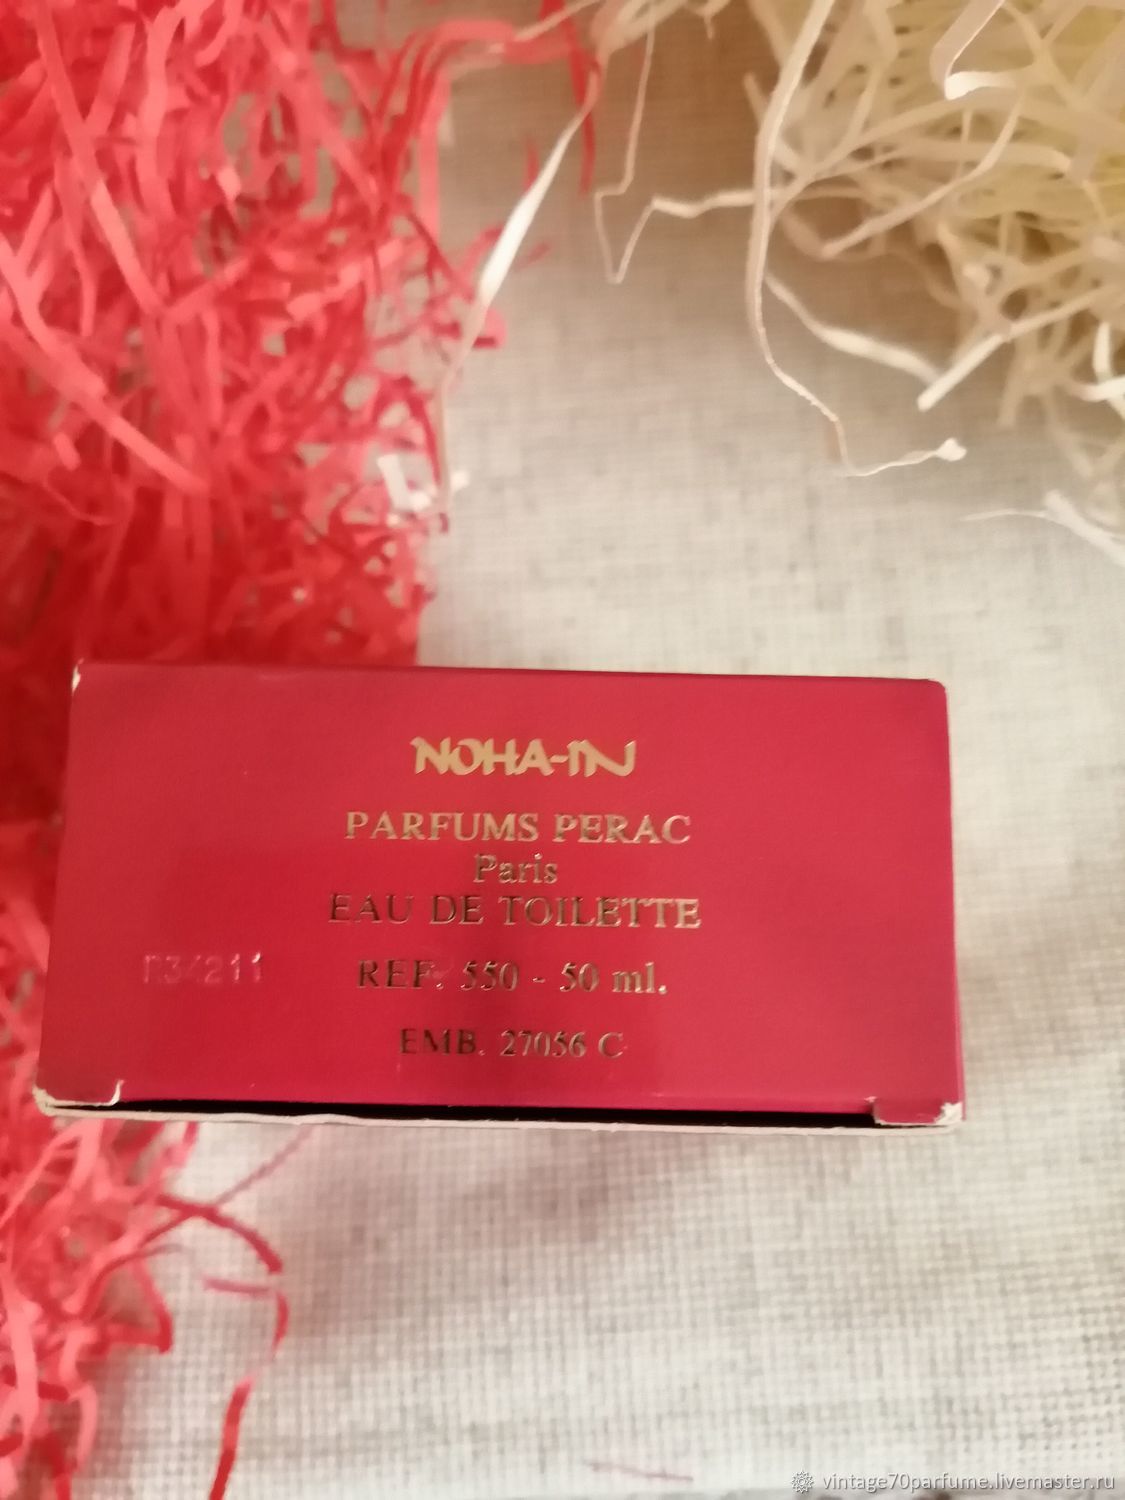 NOHA-IN
PARFUMS PERAC
Paris
EAU DE TOILETTE
REF. 550 - 50 ml.
EMB. 27056 C
vintage70parfume.livemaster.ru